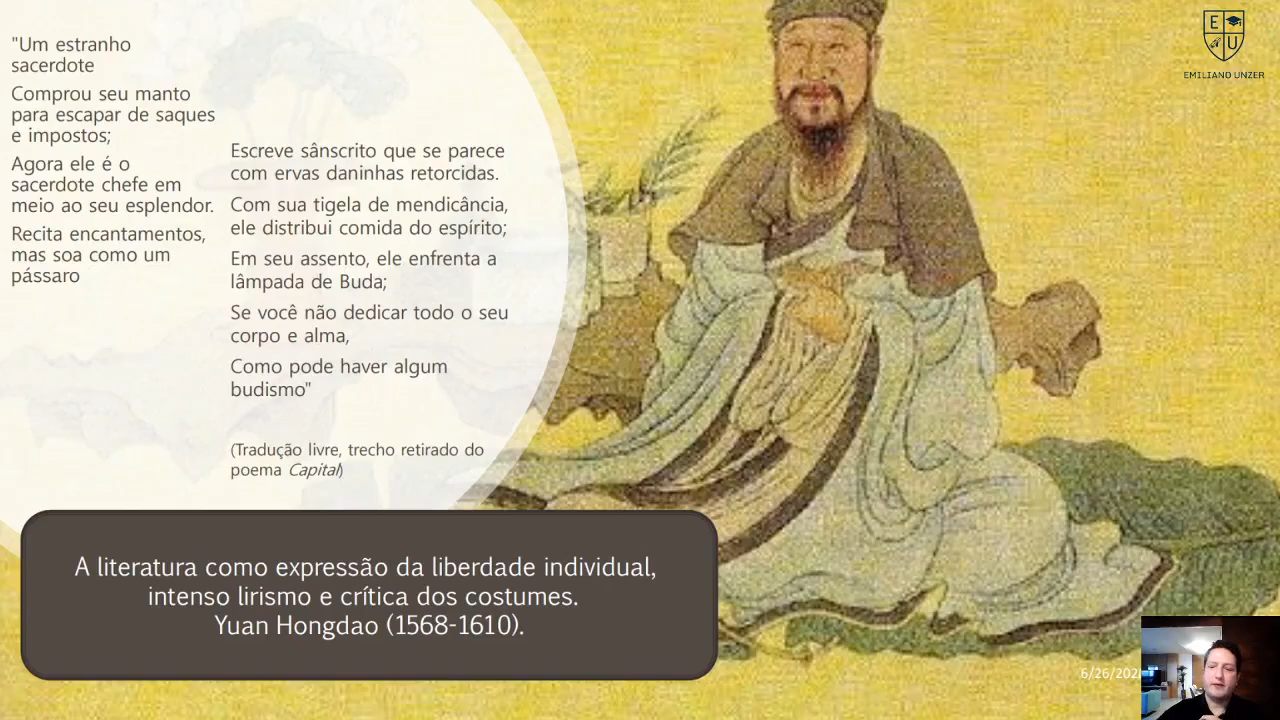 "Um estranho
sacerdote
Comprou seu manto
para escapar de saques
e impostos;
Agora ele é o
sacerdote chefe em
meio ao seu esplendor.
Recita encantamentos,
mas soa como um
pássaro
Escreve sânscrito que se parece
com ervas daninhas retorcidas.
Com sua tigela de mendicância,
ele distribui comida do espírito;
Em seu assento, ele enfrenta a
lâmpada de Buda;
Se você não dedicar todo o seu
corpo e alma,
Como pode haver algum
budismo"
(Tradução livre, trecho retirado do
poema Capital)
A literatura como expressão da liberdade individual,
intenso lirismo e crítica dos costumes.
Yuan Hongdao (1568-1610).
E
U
EMILIANO UNZER
6/26/202